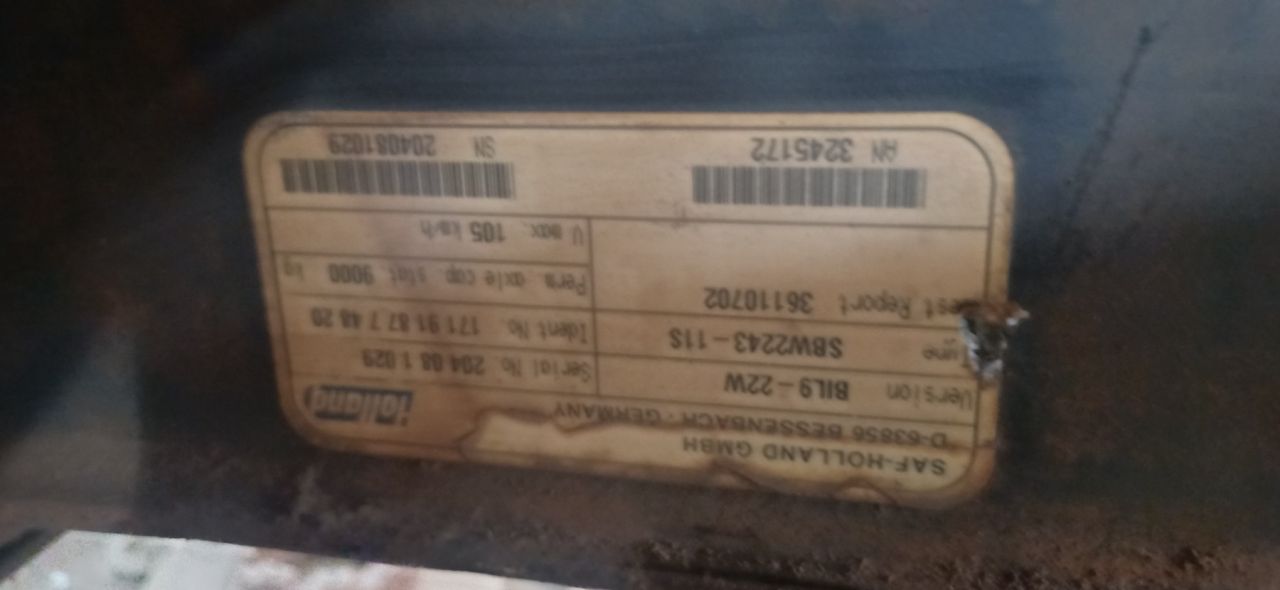 SAF-HOLLAND GMBH
D-63856 BESSENBACH · GERMANY
Version BIL9-22W
Type SBW2243-11S
Test Report 36110702
Serial No. 204 08 1 029
Ident No. 171 91 87 7 48 20
Perm. axle cap. stat. 9000 kg
V max. 105 km/h
AN 3245172
SN 204081029